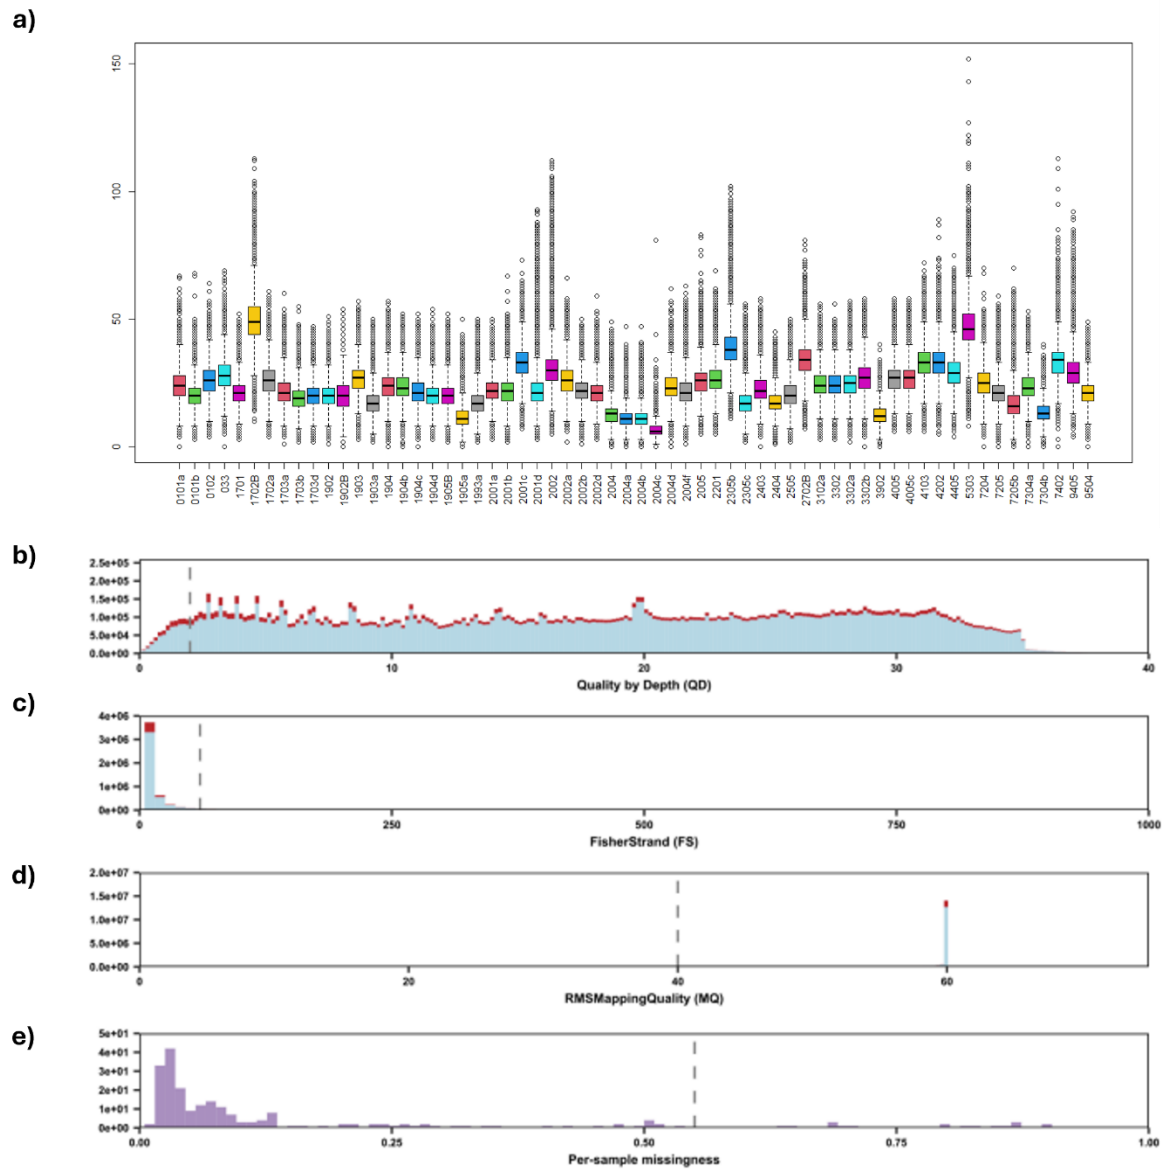 a)
150
100
50
0
0101a 0101b 0102 033 1701 1702B 1702a 1703a 1703b 1703d 1902 1902B 1903 1903a 1904 1904b 1904c 1904d 1905B 1905a 1993a 2001a 2001b 2001c 2001d 2002 2002a 2002b 2002d 2004 2004a 2004b 2004c 2004d 2004f 2005 2201 2305b 2305c 2403 2404 2505 2702B 3102a 3302 3302a 3302b 3902 4005 4005c 4103 4202 4405 5303 7204 7205 7205b 7304a 7304b 7402 9405 9504
b)
2.5e+05
2.0e+05
1.5e+05
1.0e+05
5.0e+04
0.0e+00
0 10 20 30 40
Quality by Depth (QD)
c)
4e+06
3e+06
2e+06
1e+06
0e+00
0 250 500 750 1000
FisherStrand (FS)
d)
2.0e+07
1.5e+07
1.0e+07
5.0e+06
0.0e+00
0 20 40 60
RMSMappingQuality (MQ)
e)
5e+01
4e+01
3e+01
2e+01
1e+01
0e+00
0.00 0.25 0.50 0.75 1.00
Per-sample missingness